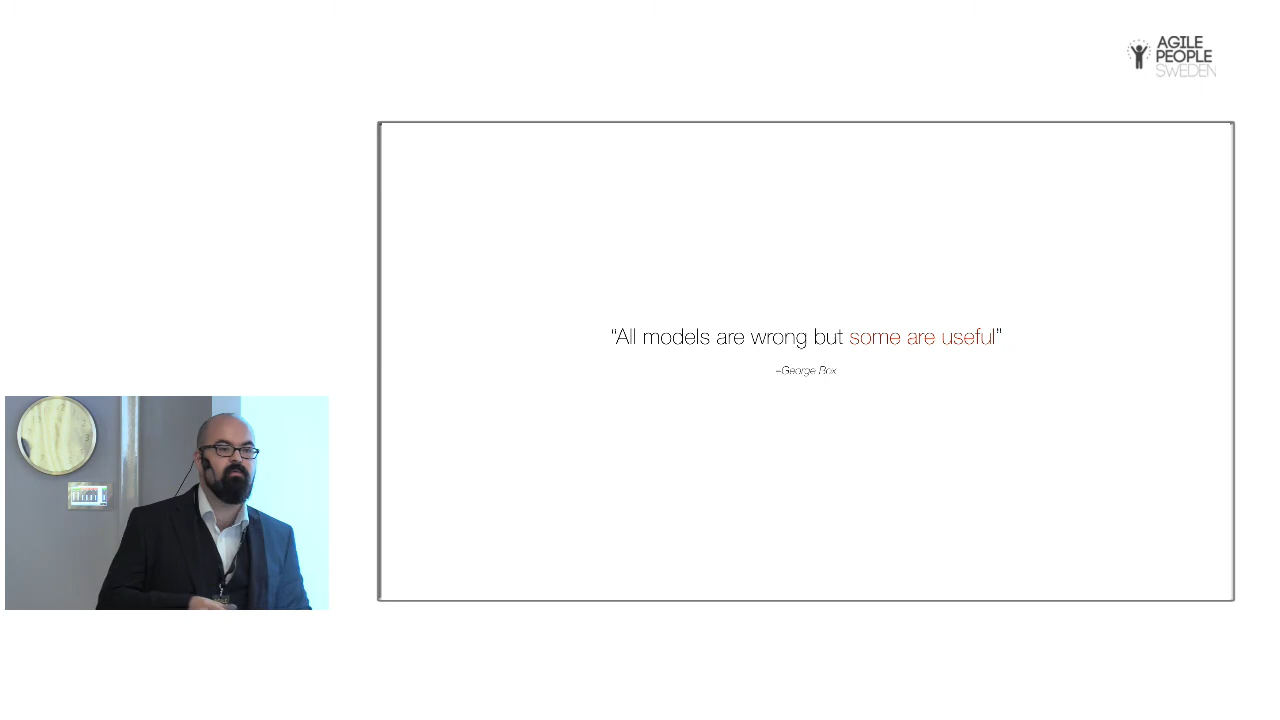 AGILE
PEOPLE
SWEDEN
“All models are wrong but some are useful”
–George Box